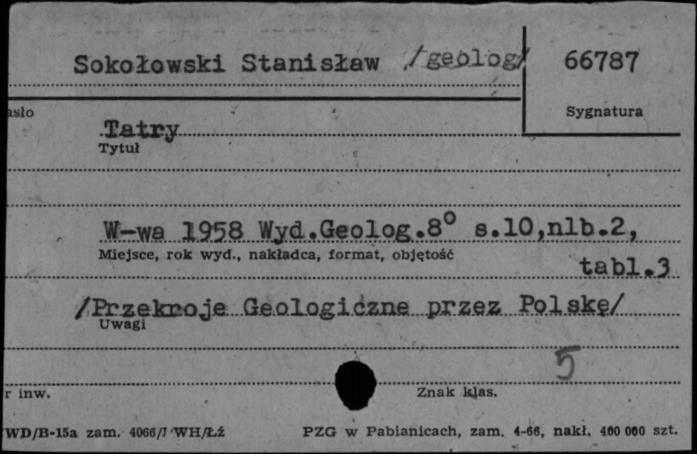 Sokołowski Stanisław /geolog/ 66787
asło
Sygnatura
Tatry
Tytuł
W-wa 1958 Wyd.Geolog.8° s.10,nlb.2,
Miejsce, rok wyd., nakładca, format, objętość
tabl.3
/Przekroje Geologiczne przez Polskę/
Uwagi
5
r inw.
Znak klas.
WD/B-15a zam. 4066/I WH/Łź PZG w Pabianicach, zam. 4-66, nakł. 400 000 szt.